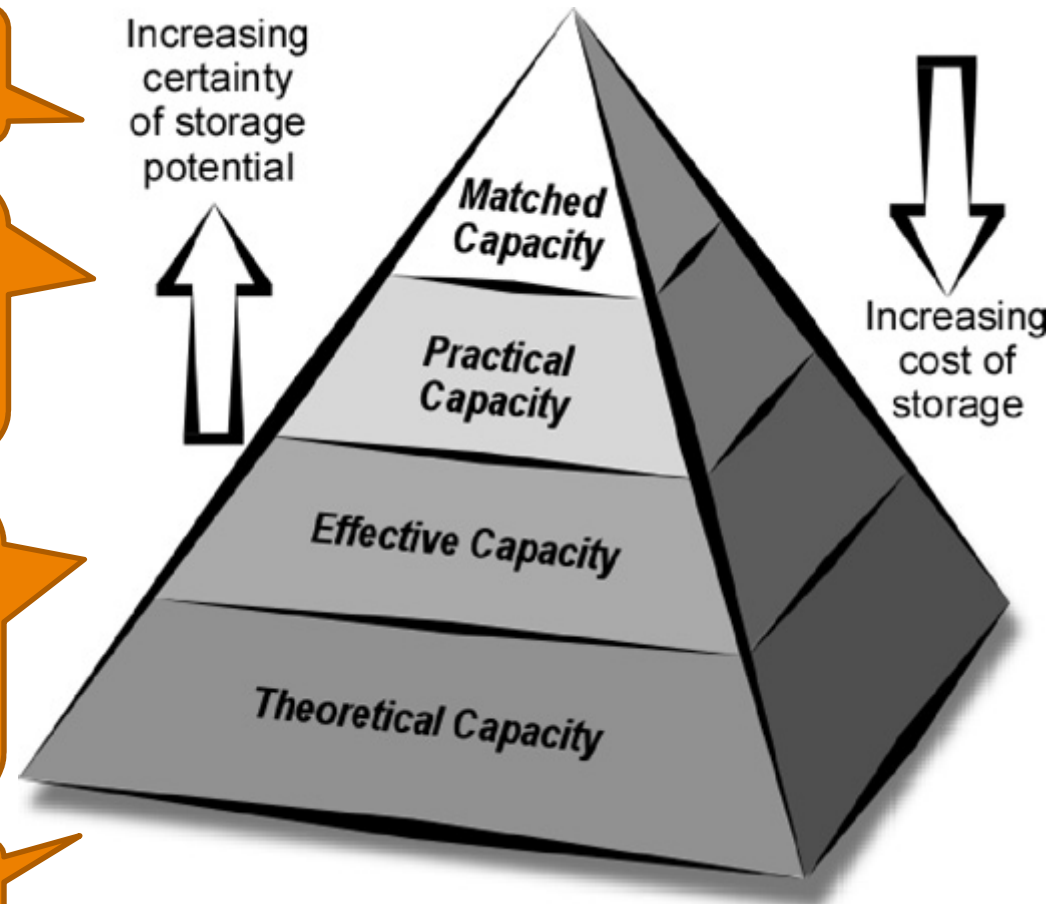 Increasing
certainty
of storage
potential
Matched
Capacity
Practical
Capacity
Effective Capacity
Theoretical Capacity
Increasing
cost of
storage